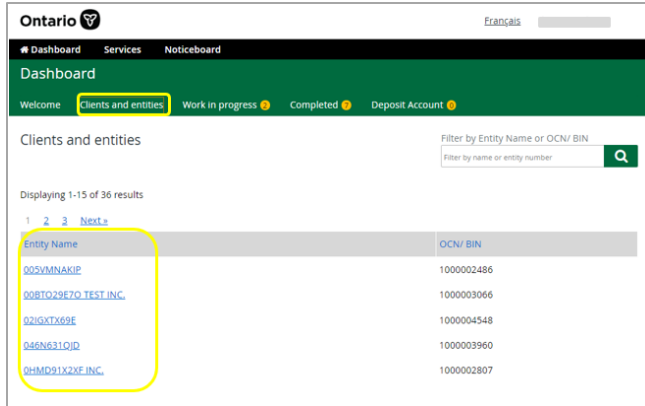 Ontario
Français
Dashboard Services Noticeboard
Dashboard
Welcome Clients and entities Work in progress 2 Completed 7 Deposit Account 0
Clients and entities
Filter by Entity Name or OCN/ BIN
Filter by name or entity number
Displaying 1-15 of 36 results
1 2 3 Next »
Entity Name OCN/ BIN
005VMNAKIP 1000002486
00BTO29E7O TEST INC. 1000003066
02IGXTX69E 1000004548
046N631QJD 1000003960
0HMD91X2XF INC. 1000002807